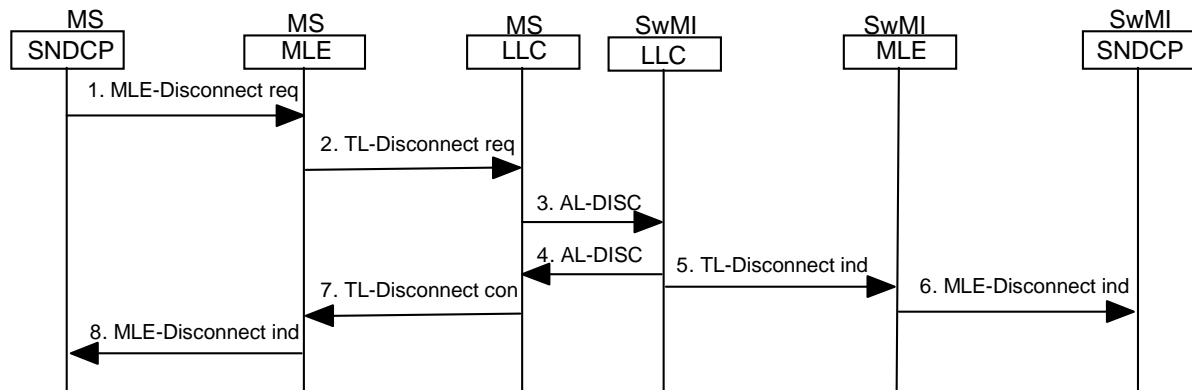 MS
MS
MS
SwMI
SwMI
SwMI
SNDCP
MLE
LLC
LLC
MLE
SNDCP
1. MLE-Disconnect req
2. TL-Disconnect req
3. AL-DISC
4. AL-DISC
5. TL-Disconnect ind
6. MLE-Disconnect ind
7. TL-Disconnect con
8. MLE-Disconnect ind